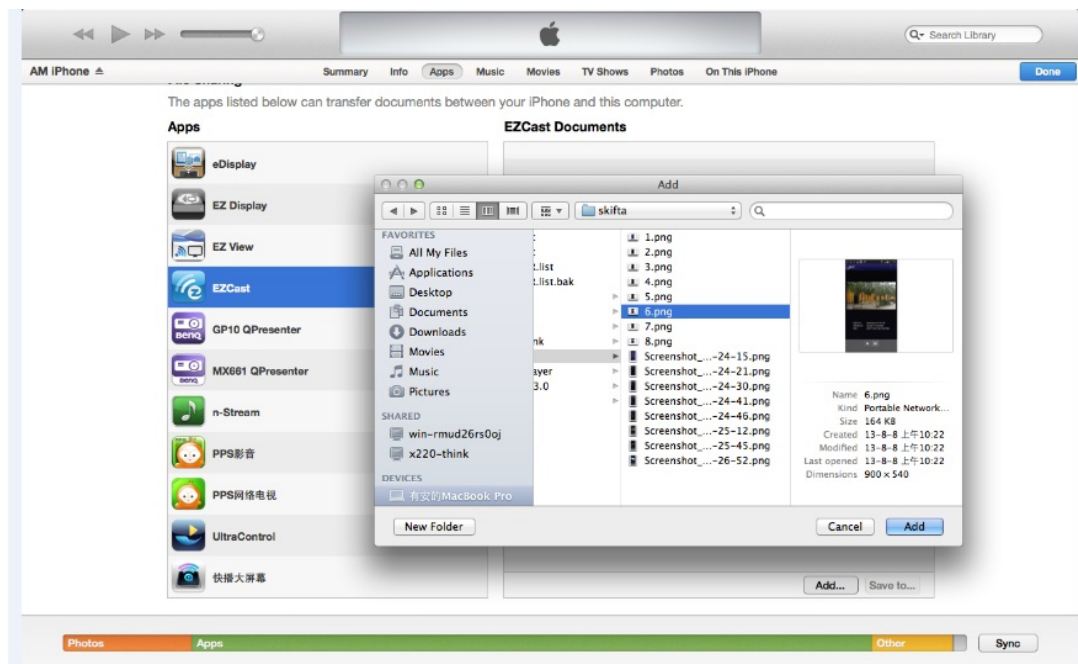 Search Library
AM iPhone
Summary Info Apps Music Movies TV Shows Photos On This iPhone
Done
The apps listed below can transfer documents between your iPhone and this computer.
Apps
EZCast Documents
eDisplay
EZ Display
EZ View
EZCast
GP10 QPresenter
MX661 QPresenter
n-Stream
PPS影音
PPS网络电视
UltraControl
快播大屏幕
Add
skifta
FAVORITES
All My Files
Applications
Desktop
Documents
Downloads
Movies
Music
Pictures
SHARED
win-rmud26rs0oj
x220-think
DEVICES
有安的MacBook Pro
t.list
t.list.bak
nk
ayer
3.0
1.png
2.png
3.png
4.png
5.png
6.png
7.png
8.png
Screenshot_...-24-15.png
Screenshot_...-24-21.png
Screenshot_...-24-30.png
Screenshot_...-24-41.png
Screenshot_...-24-46.png
Screenshot_...-25-12.png
Screenshot_...-25-45.png
Screenshot_...-26-52.png
Name 6.png
Kind Portable Network...
Size 164 KB
Created 13-8-8 上午10:22
Modified 13-8-8 上午10:22
Last opened 13-8-8 上午10:22
Dimensions 900 × 540
New Folder
Cancel
Add
Add...
Save to...
Photos
Apps
Other
Sync